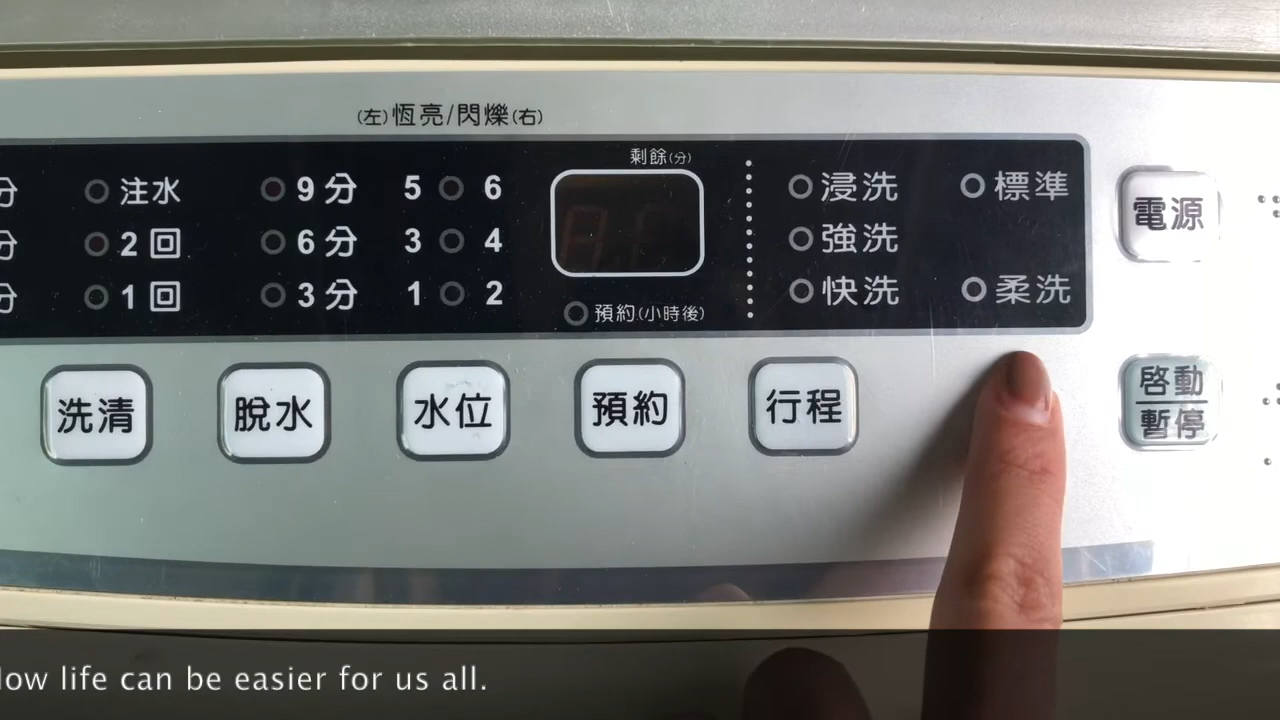 (左)恆亮/閃爍(右)
分 注水 9分 5 6 剩餘(分) 浸洗 標準
分 2回 6分 3 4 強洗
分 1回 3分 1 2 預約(小時後) 快洗 柔洗
電源
洗清 脫水 水位 預約 行程 啓動
暫停
life can be easier for us all.